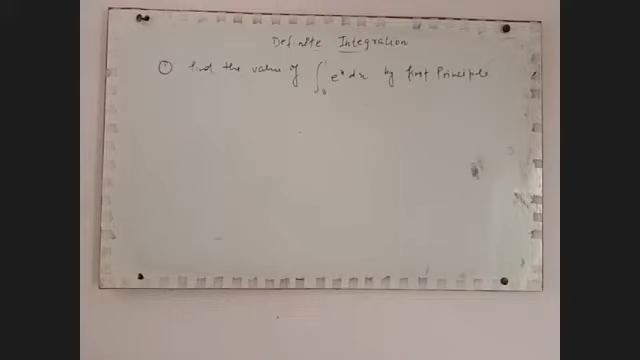 Definite Integration
① find the value of ∫₀¹ eˣ dx by first Principle